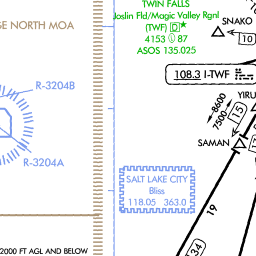 TWIN FALLS
Joslin Fld/Magic Valley Rgnl
(TWF) D*
4153 87
ASOS 135.025
SNAKO
10
GE NORTH MOA
108.3 I-TWF
R-3204B
YIRU
8600
7500
15
SAMAN
R-3204A
SALT LAKE CITY
Bliss
118.05 363.0
19
34
2000 FT AGL AND BELOW